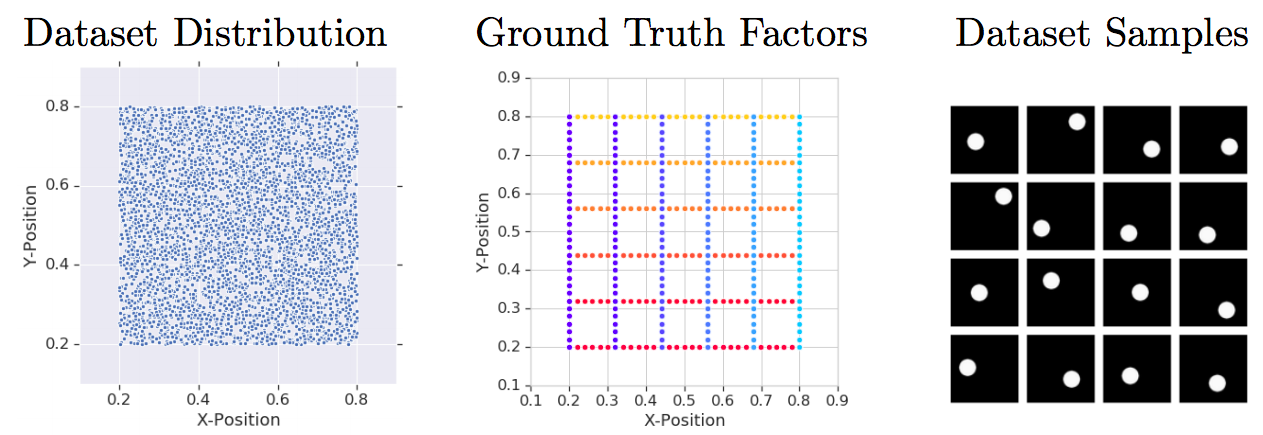 Dataset Distribution
0.8
0.6
0.4
0.2
Y-Position
0.2 0.4 0.6 0.8
X-Position
Ground Truth Factors
0.9
0.8
0.7
0.6
0.5
0.4
0.3
0.2
0.1
Y-Position
0.1 0.2 0.3 0.4 0.5 0.6 0.7 0.8 0.9
X-Position
Dataset Samples